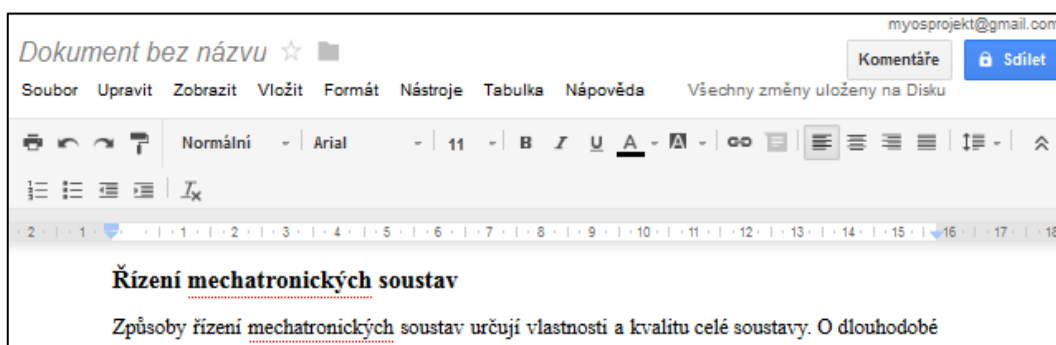 myosprojekt@gmail.com
Dokument bez názvu
Komentáře
Sdílet
Soubor Upravit Zobrazit Vložit Formát Nástroje Tabulka Nápověda Všechny změny uloženy na Disku
Normální Arial 11 B I U A A
2 1 1 2 3 4 5 6 7 8 9 10 11 12 13 14 15 16 17 18
Řízení mechatronických soustav
Způsoby řízení mechatronických soustav určují vlastnosti a kvalitu celé soustavy. O dlouhodobé